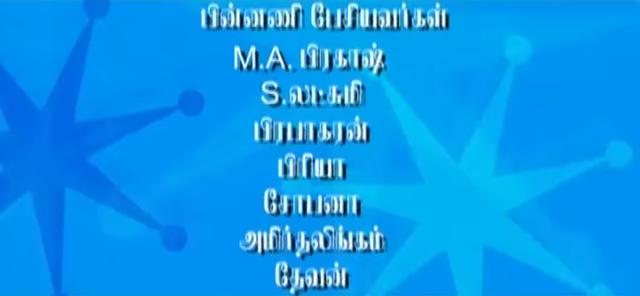 பின்னணி பேசியவர்கள்
M.A. பிரகாஷ்
S.லட்சுமி
பிரபாகரன்
பிரியா
சோபனா
அமிர்தலிங்கம்
தேவன்